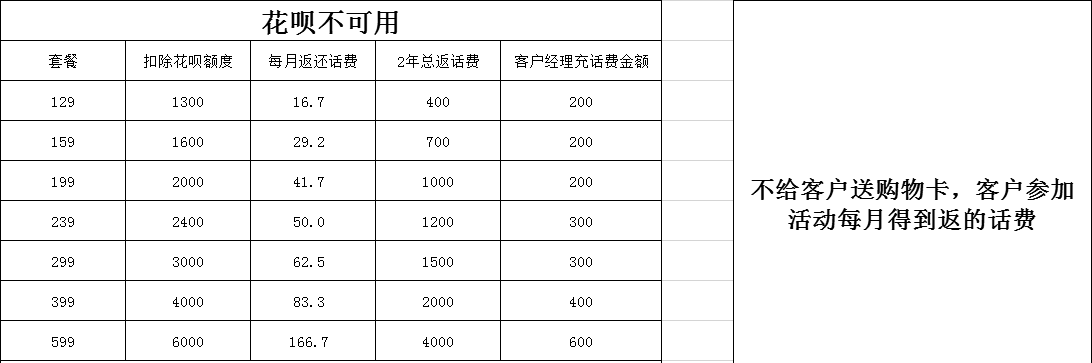 花呗不可用
套餐 扣除花呗额度 每月返还话费 2年总返话费 客户经理充话费金额
129 1300 16.7 400 200
159 1600 29.2 700 200
199 2000 41.7 1000 200
239 2400 50.0 1200 300
299 3000 62.5 1500 300
399 4000 83.3 2000 400
599 6000 166.7 4000 600
不给客户送购物卡，客户参加
活动每月得到返的话费